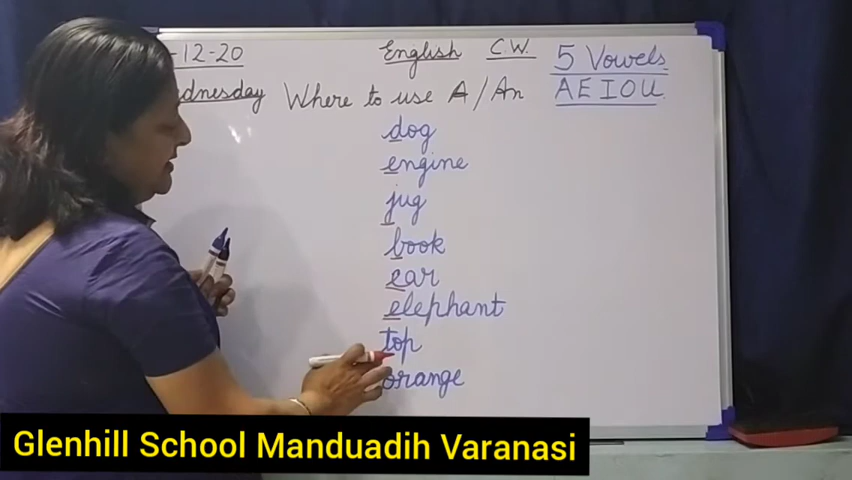 -12-20 English C.W. 5 Vowels
Where to use A/An AEIOU
dog
engine
jug
book
ear
elephant
top
orange
Glenhill School Manduadih Varanasi